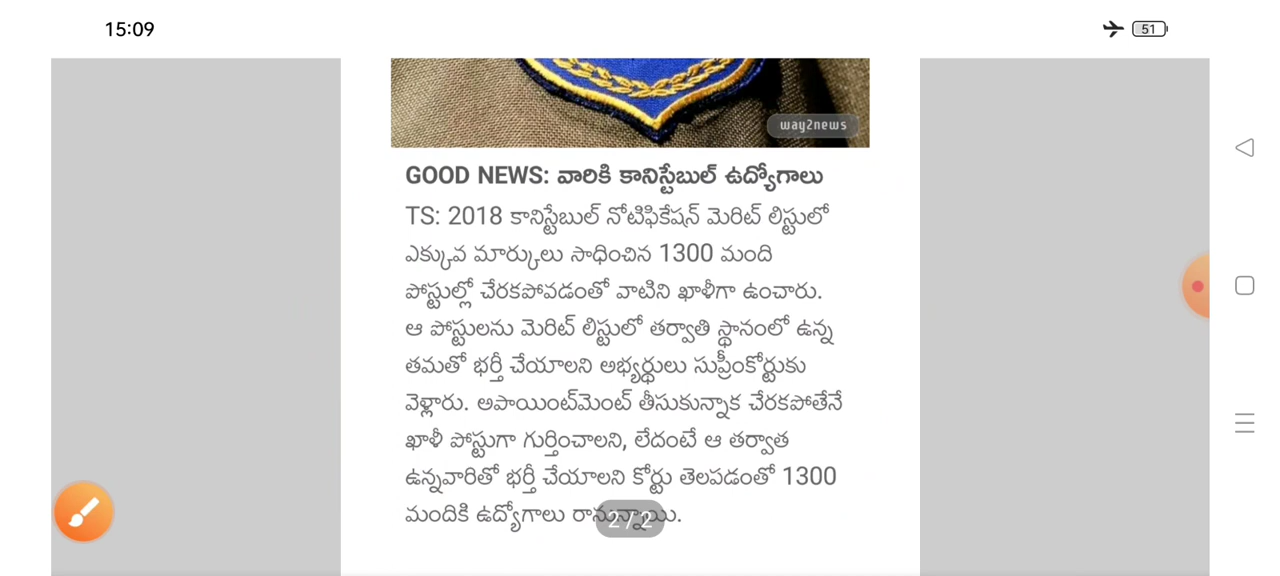 15:09
51
way2news
GOOD NEWS: వారికి కానిస్టేబుల్ ఉద్యోగాలు
TS: 2018 కానిస్టేబుల్ నోటిఫికేషన్ మెరిట్ లిస్టులో
ఎక్కువ మార్కులు సాధించిన 1300 మంది
పోస్టుల్లో చేరకపోవడంతో వాటిని ఖాళీగా ఉంచారు.
ఆ పోస్టులను మెరిట్ లిస్టులో తర్వాతి స్థానంలో ఉన్న
తమతో భర్తీ చేయాలని అభ్యర్థులు సుప్రీంకోర్టుకు
వెళ్లారు. అపాయింట్‌మెంట్ తీసుకున్నాక చేరకపోతేనే
ఖాళీ పోస్టుగా గుర్తించాలని, లేదంటే ఆ తర్వాత
ఉన్నవారితో భర్తీ చేయాలని కోర్టు తెలపడంతో 1300
మందికి ఉద్యోగాలు రానున్నాయి.
2 / 2